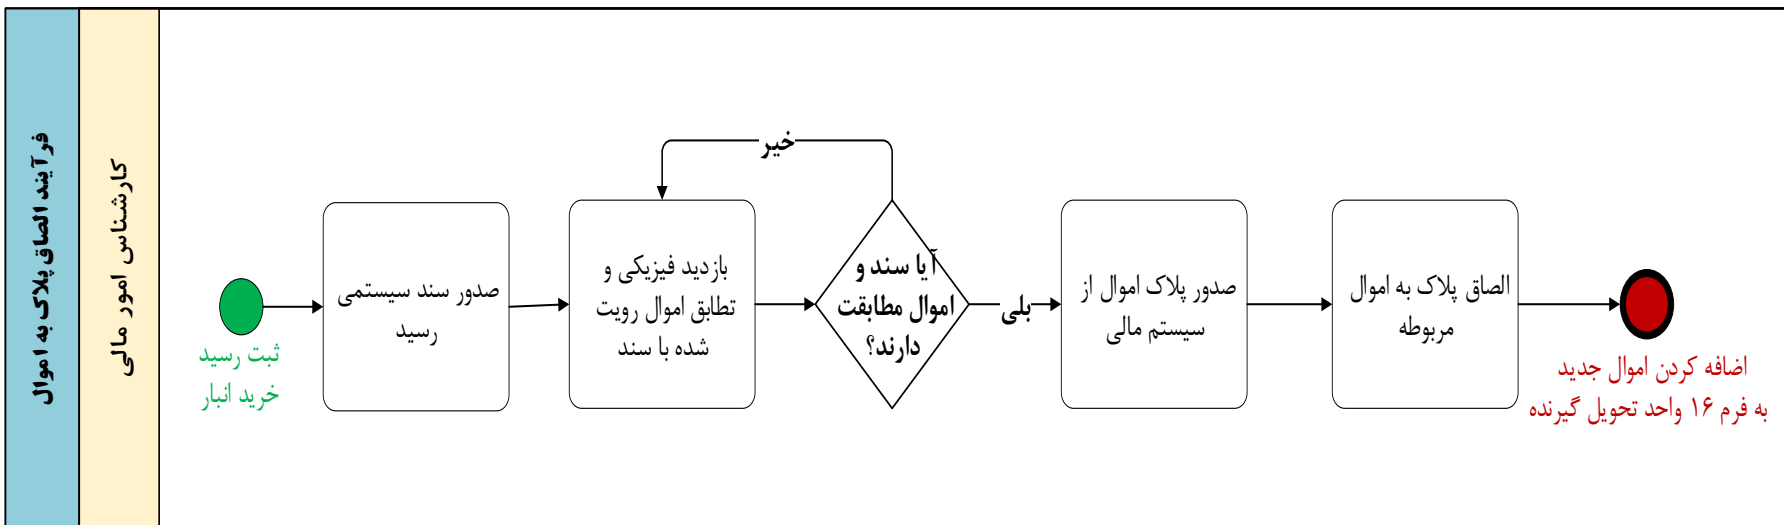 فرآیند الصاق پلاک به اموال
کارشناس امور مالی
ثبت رسید
خرید انبار
صدور سند سیستمی
رسید
بازدید فیزیکی و
تطابق اموال رویت
شده با سند
خیر
آیا سند و
اموال مطابقت
دارند؟
بلی
صدور پلاک اموال از
سیستم مالی
الصاق پلاک به اموال
مربوطه
اضافه کردن اموال جدید
به فرم ۱۶ واحد تحویل گیرنده